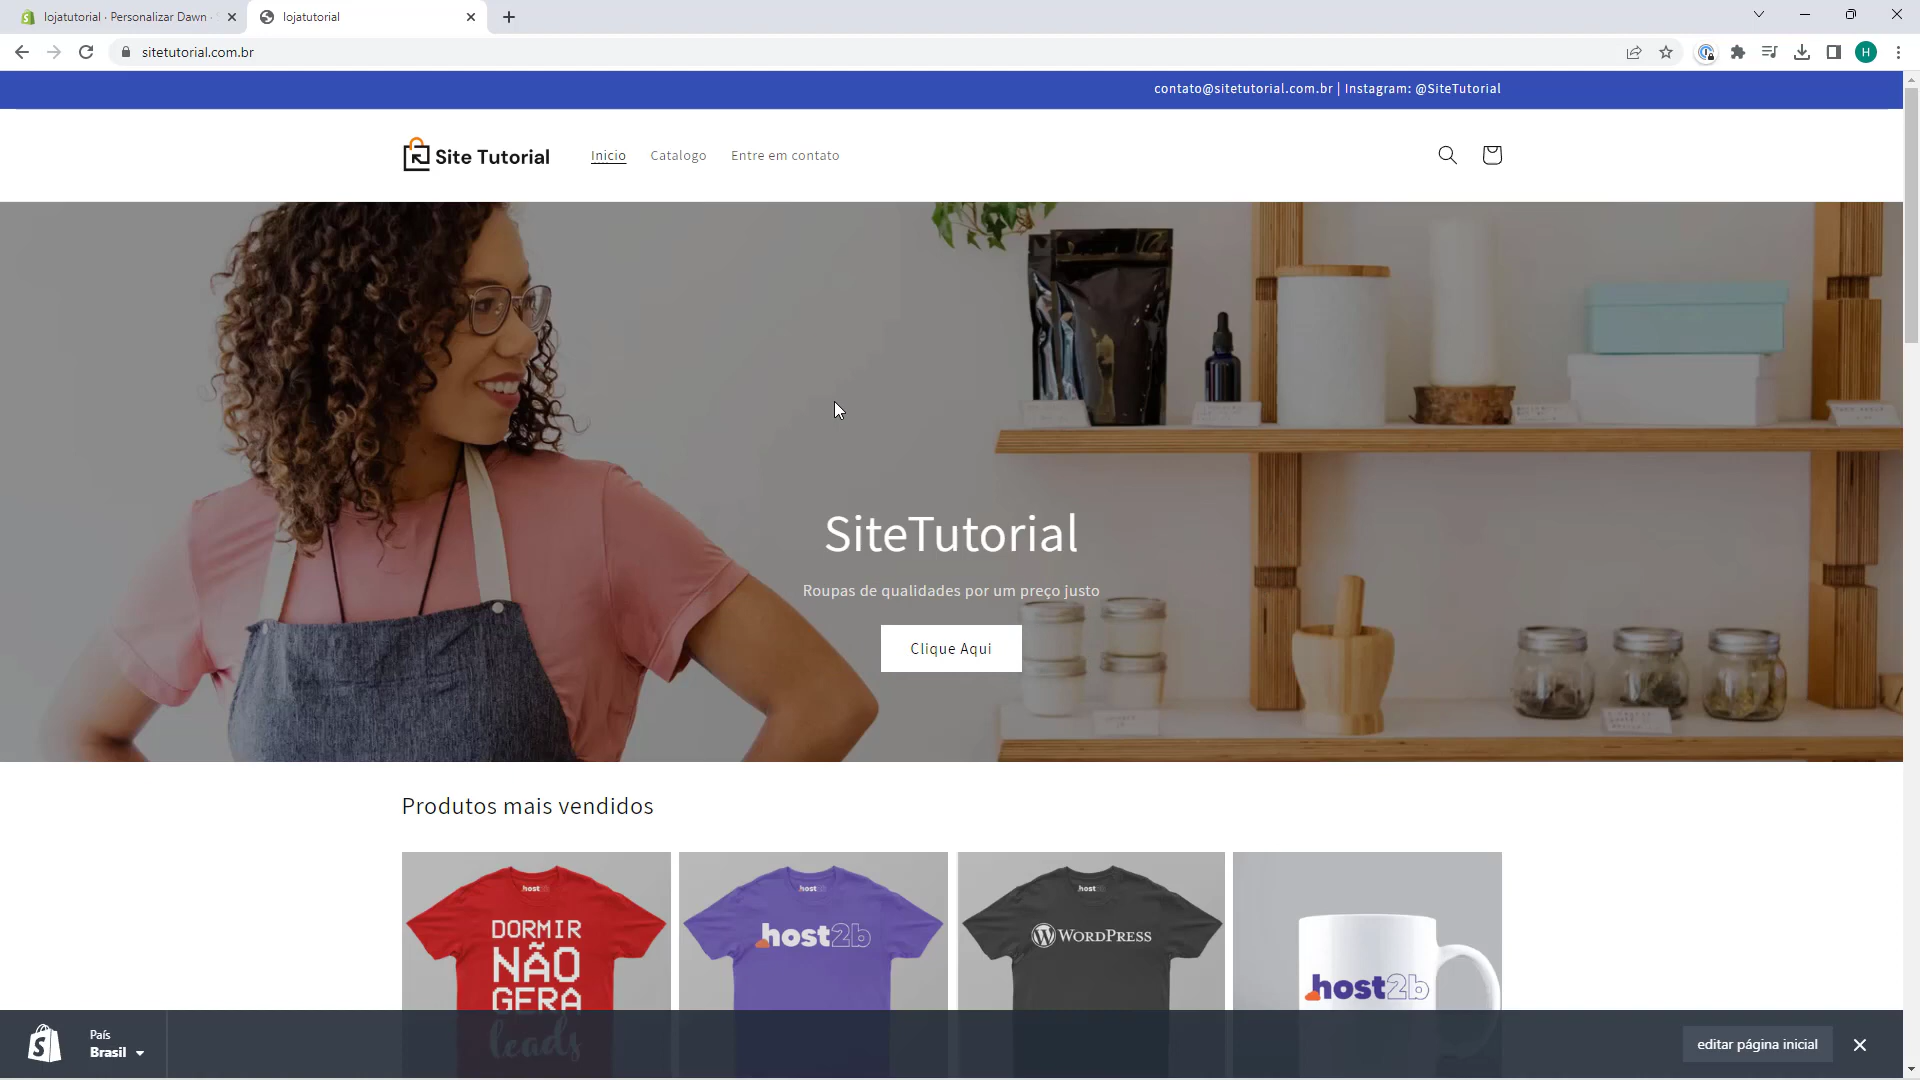 lojatutorial · Personalizar Dawn ·
lojatutorial
sitetutorial.com.br
H
contato@sitetutorial.com.br | Instagram: @SiteTutorial
Site Tutorial
Inicio
Catalogo
Entre em contato
SiteTutorial
Roupas de qualidades por um preço justo
Clique Aqui
Produtos mais vendidos
host
DORMIR
NÃO
GERA
leads
host
host2b
host
WORDPRESS
host2b
País
Brasil
editar página inicial